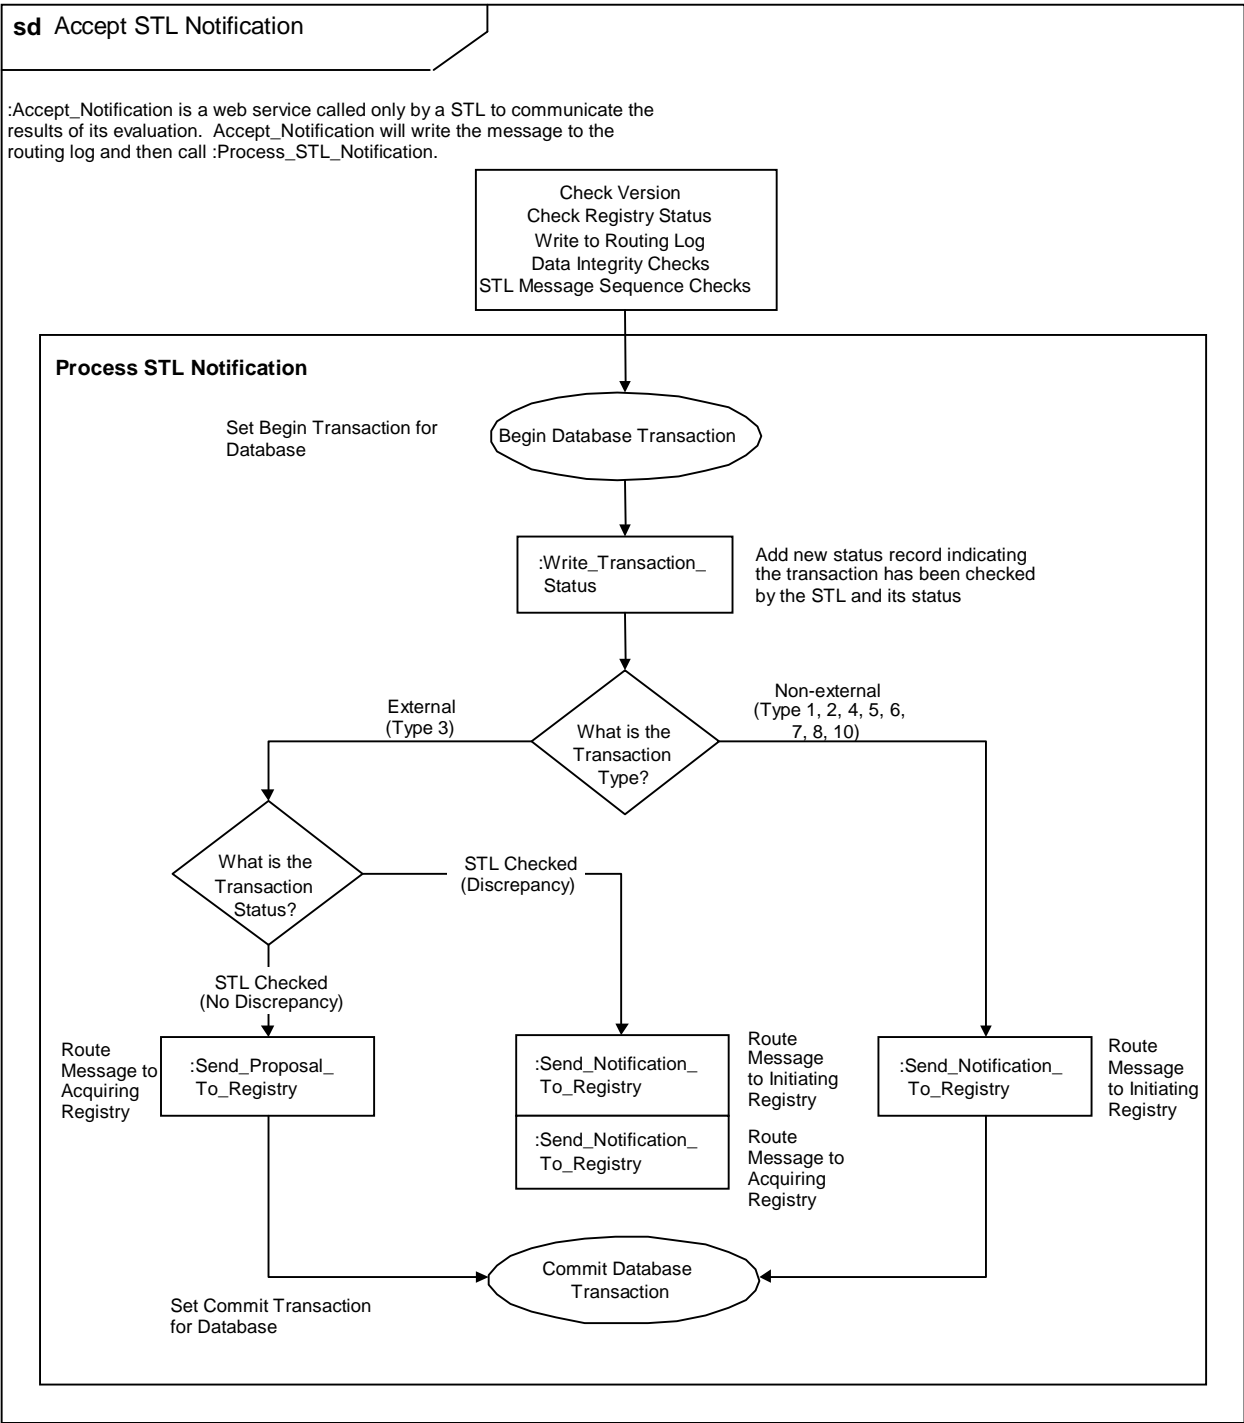 sd Accept STL Notification
:Accept_Notification is a web service called only by a STL to communicate the
results of its evaluation. Accept_Notification will write the message to the
routing log and then call :Process_STL_Notification.
Check Version
Check Registry Status
Write to Routing Log
Data Integrity Checks
STL Message Sequence Checks
Process STL Notification
Set Begin Transaction for
Database
Begin Database Transaction
:Write_Transaction_
Status
Add new status record indicating
the transaction has been checked
by the STL and its status
External
(Type 3)
What is the
Transaction
Type?
Non-external
(Type 1, 2, 4, 5, 6,
7, 8, 10)
What is the
Transaction
Status?
STL Checked
(Discrepancy)
STL Checked
(No Discrepancy)
Route
Message to
Acquiring
Registry
:Send_Proposal_
To_Registry
:Send_Notification_
To_Registry
Route
Message
to Initiating
Registry
:Send_Notification_
To_Registry
Route
Message to
Acquiring
Registry
:Send_Notification_
To_Registry
Route
Message
to Initiating
Registry
Commit Database
Transaction
Set Commit Transaction
for Database